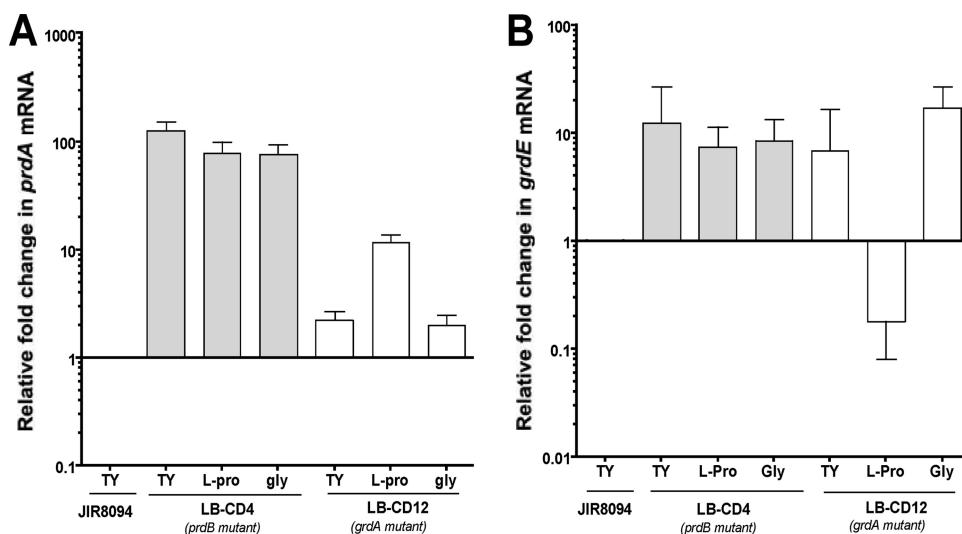 A
Relative fold change in prdA mRNA
1000
100
10
1
0.1
TY
TY
L-pro
gly
TY
L-pro
gly
JIR8094
LB-CD4
(prdB mutant)
LB-CD12
(grdA mutant)
B
Relative fold change in grdE mRNA
100
10
1
0.1
0.01
TY
TY
L-Pro
Gly
TY
L-Pro
Gly
JIR8094
LB-CD4
(prdB mutant)
LB-CD12
(grdA mutant)